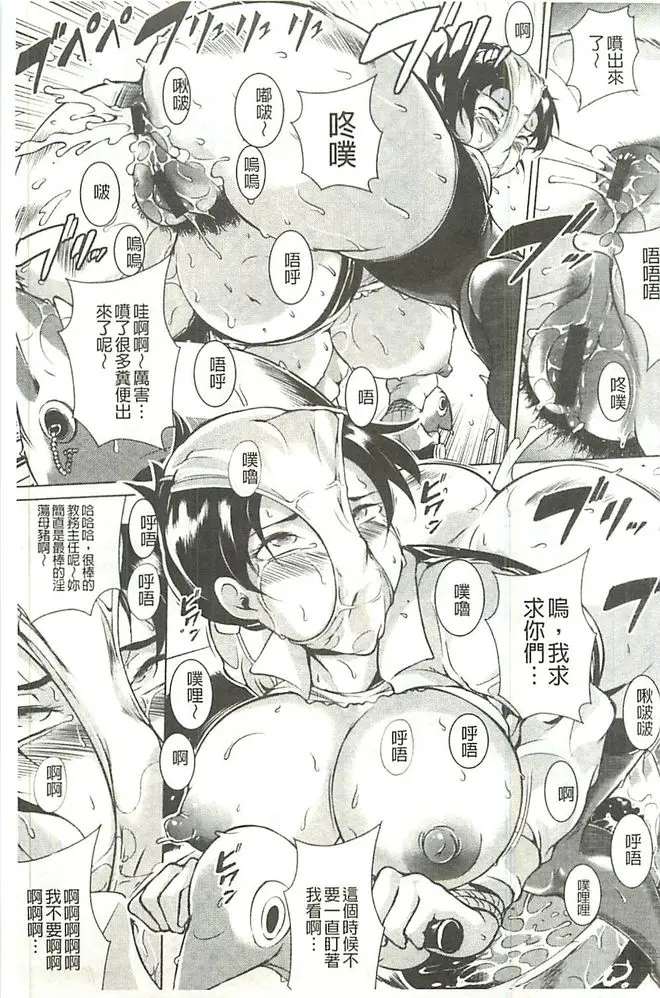 噴出來
了～
啊
唔唔唔
咚噗
咚噗
嘟啵～
嗚嗚
啾啵
啵
嗚嗚
唔呼
唔呼
唔
哇啊啊～厲害…
噴了很多糞便出
來了呢～
嗚，我求
求你們…
噗嚕
噗嚕
噗哩～
啊
呼唔
呼唔
啾啵啵
啊
呼唔
噗哩哩
這個時候不
要一直盯著
我看啊…
哈哈哈，很棒的
教務主任呢～妳
簡直是最棒的淫
蕩母豬啊～
呼唔
呼唔
啊啊
啊啊啊啊啊
我不要啊啊
啊啊啊…